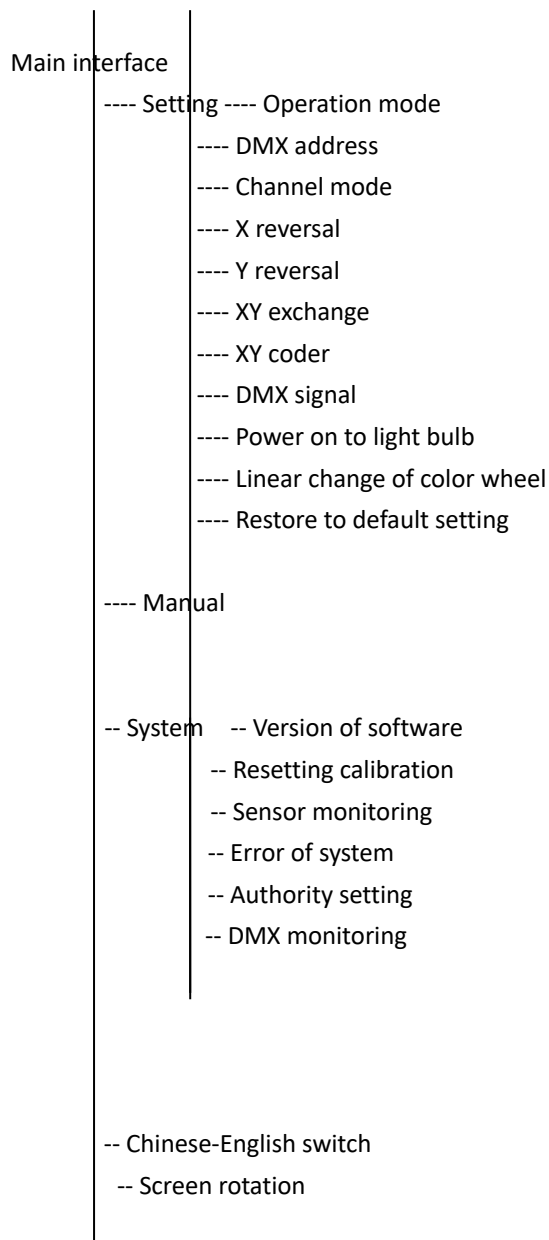 Main interface
---- Setting ---- Operation mode
---- DMX address
---- Channel mode
---- X reversal
---- Y reversal
---- XY exchange
---- XY coder
---- DMX signal
---- Power on to light bulb
---- Linear change of color wheel
---- Restore to default setting
---- Manual
-- System -- Version of software
-- Resetting calibration
-- Sensor monitoring
-- Error of system
-- Authority setting
-- DMX monitoring
-- Chinese-English switch
-- Screen rotation